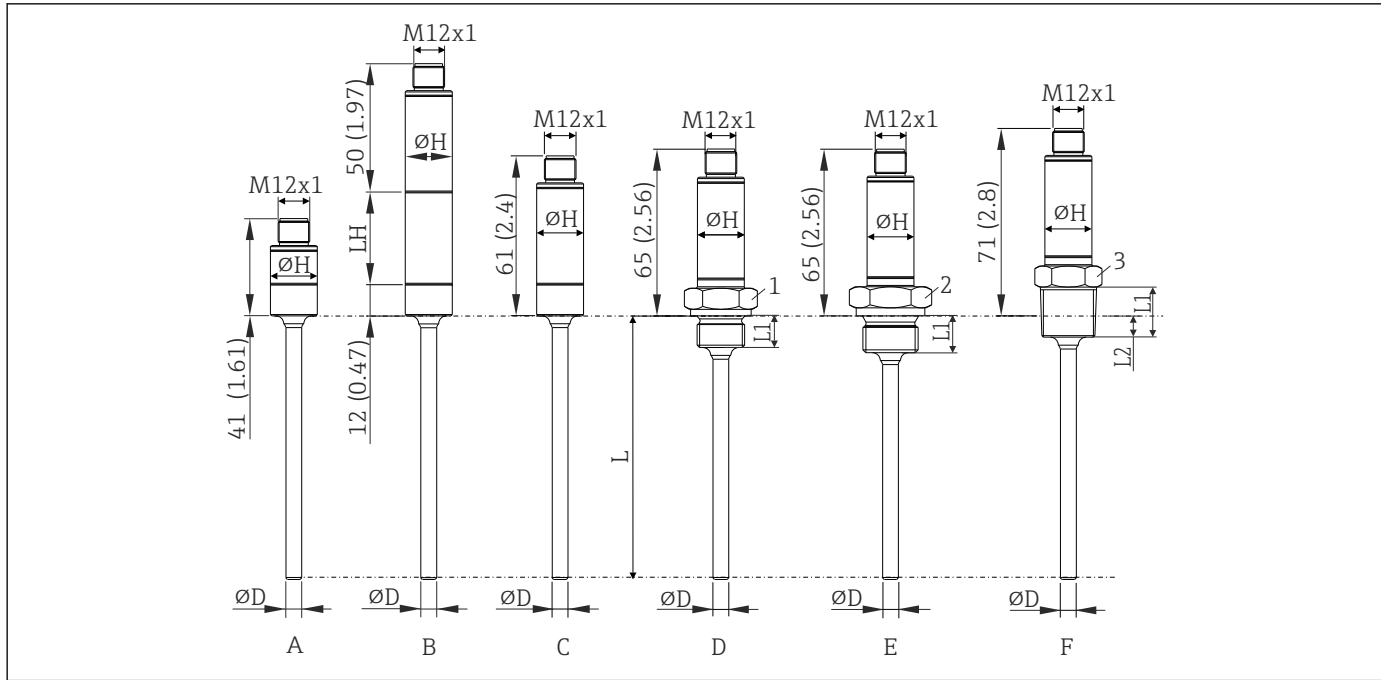 M12x1
50 (1.97)
ØH
LH
12 (0.47)
M12x1
ØH
41 (1.61)
M12x1
61 (2.4)
ØH
M12x1
65 (2.56)
ØH
1
L1
L
M12x1
65 (2.56)
ØH
2
L1
M12x1
71 (2.8)
ØH
3
L1
L2
ØD
ØD
ØD
ØD
ØD
ØD
A
B
C
D
E
F